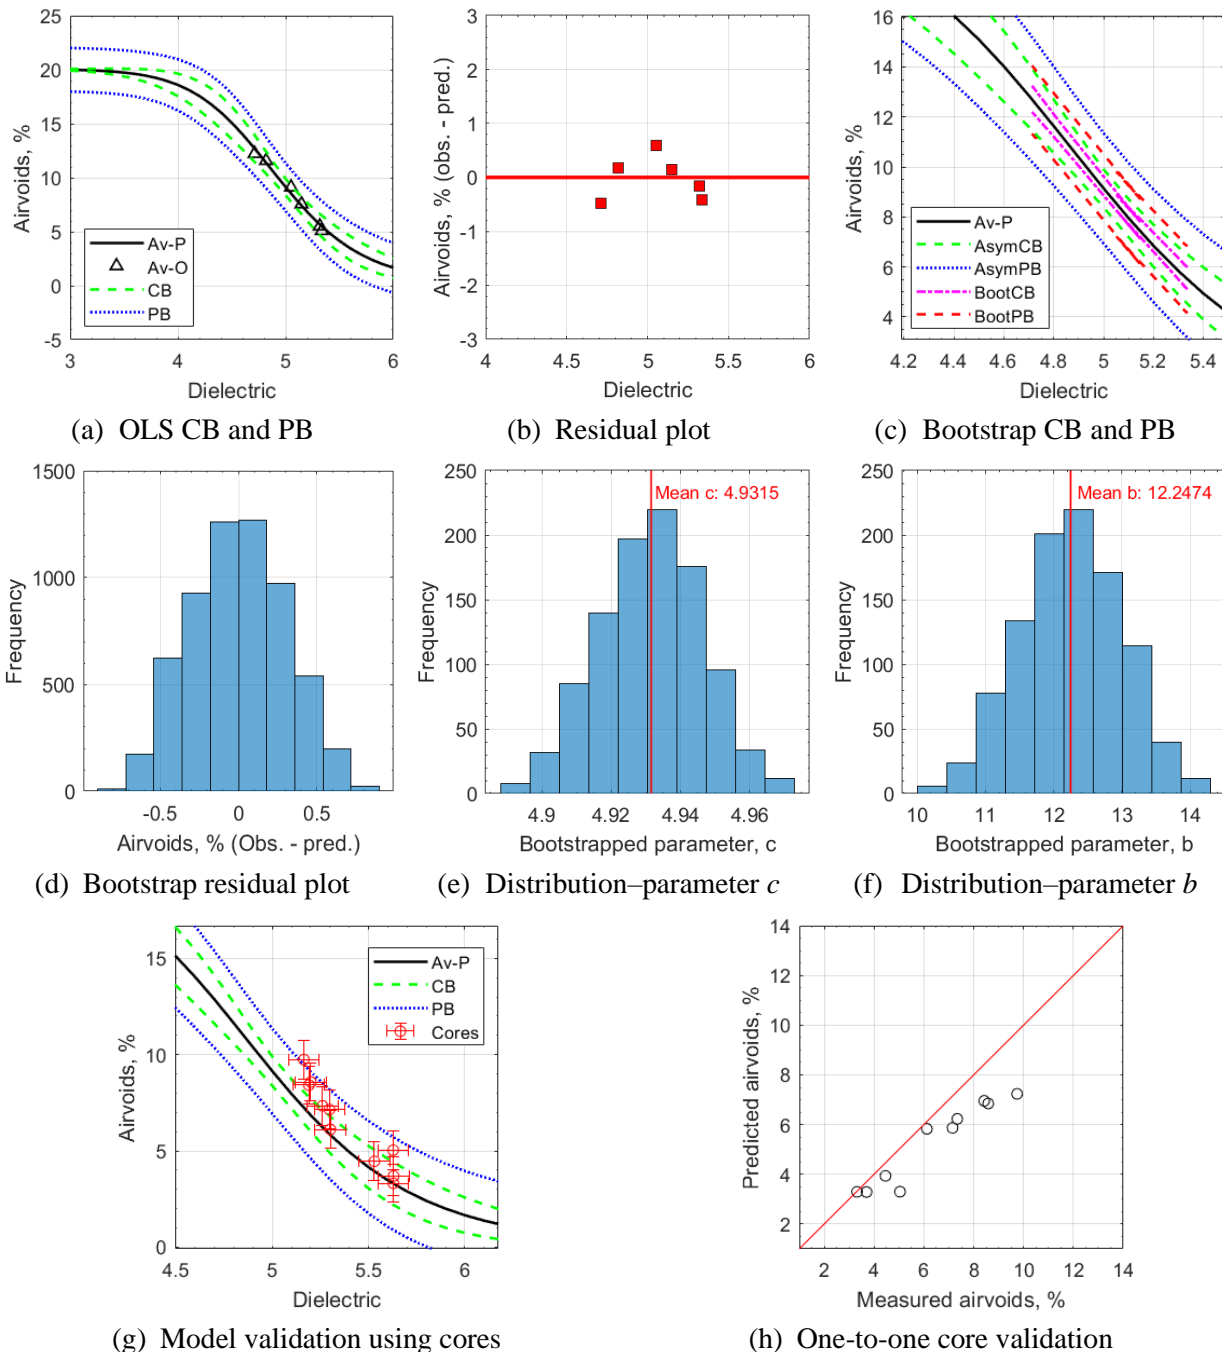 25
20
15
10
5
0
-5
3
4
5
6
Airvoids, %
Dielectric
Av-P
Av-O
CB
PB
(a) OLS CB and PB
3
2
1
0
-1
-2
-3
4
4.5
5
5.5
6
Airvoids, % (obs. - pred.)
Dielectric
(b) Residual plot
16
14
12
10
8
6
4
4.2
4.4
4.6
4.8
5
5.2
5.4
Airvoids, %
Dielectric
Av-P
AsymCB
AsymPB
BootCB
BootPB
(c) Bootstrap CB and PB
1500
1000
500
0
-0.5
0
0.5
Frequency
Airvoids, % (Obs. - pred.)
(d) Bootstrap residual plot
250
200
150
100
50
0
4.9
4.92
4.94
4.96
Frequency
Mean c: 4.9315
Bootstrapped parameter, c
(e) Distribution–parameter c
250
200
150
100
50
0
10
11
12
13
14
Frequency
Mean b: 12.2474
Bootstrapped parameter, b
(f) Distribution–parameter b
15
10
5
0
4.5
5
5.5
6
Airvoids, %
Dielectric
Av-P
CB
PB
Cores
(g) Model validation using cores
14
12
10
8
6
4
2
2
4
6
8
10
12
14
Predicted airvoids, %
Measured airvoids, %
(h) One-to-one core validation